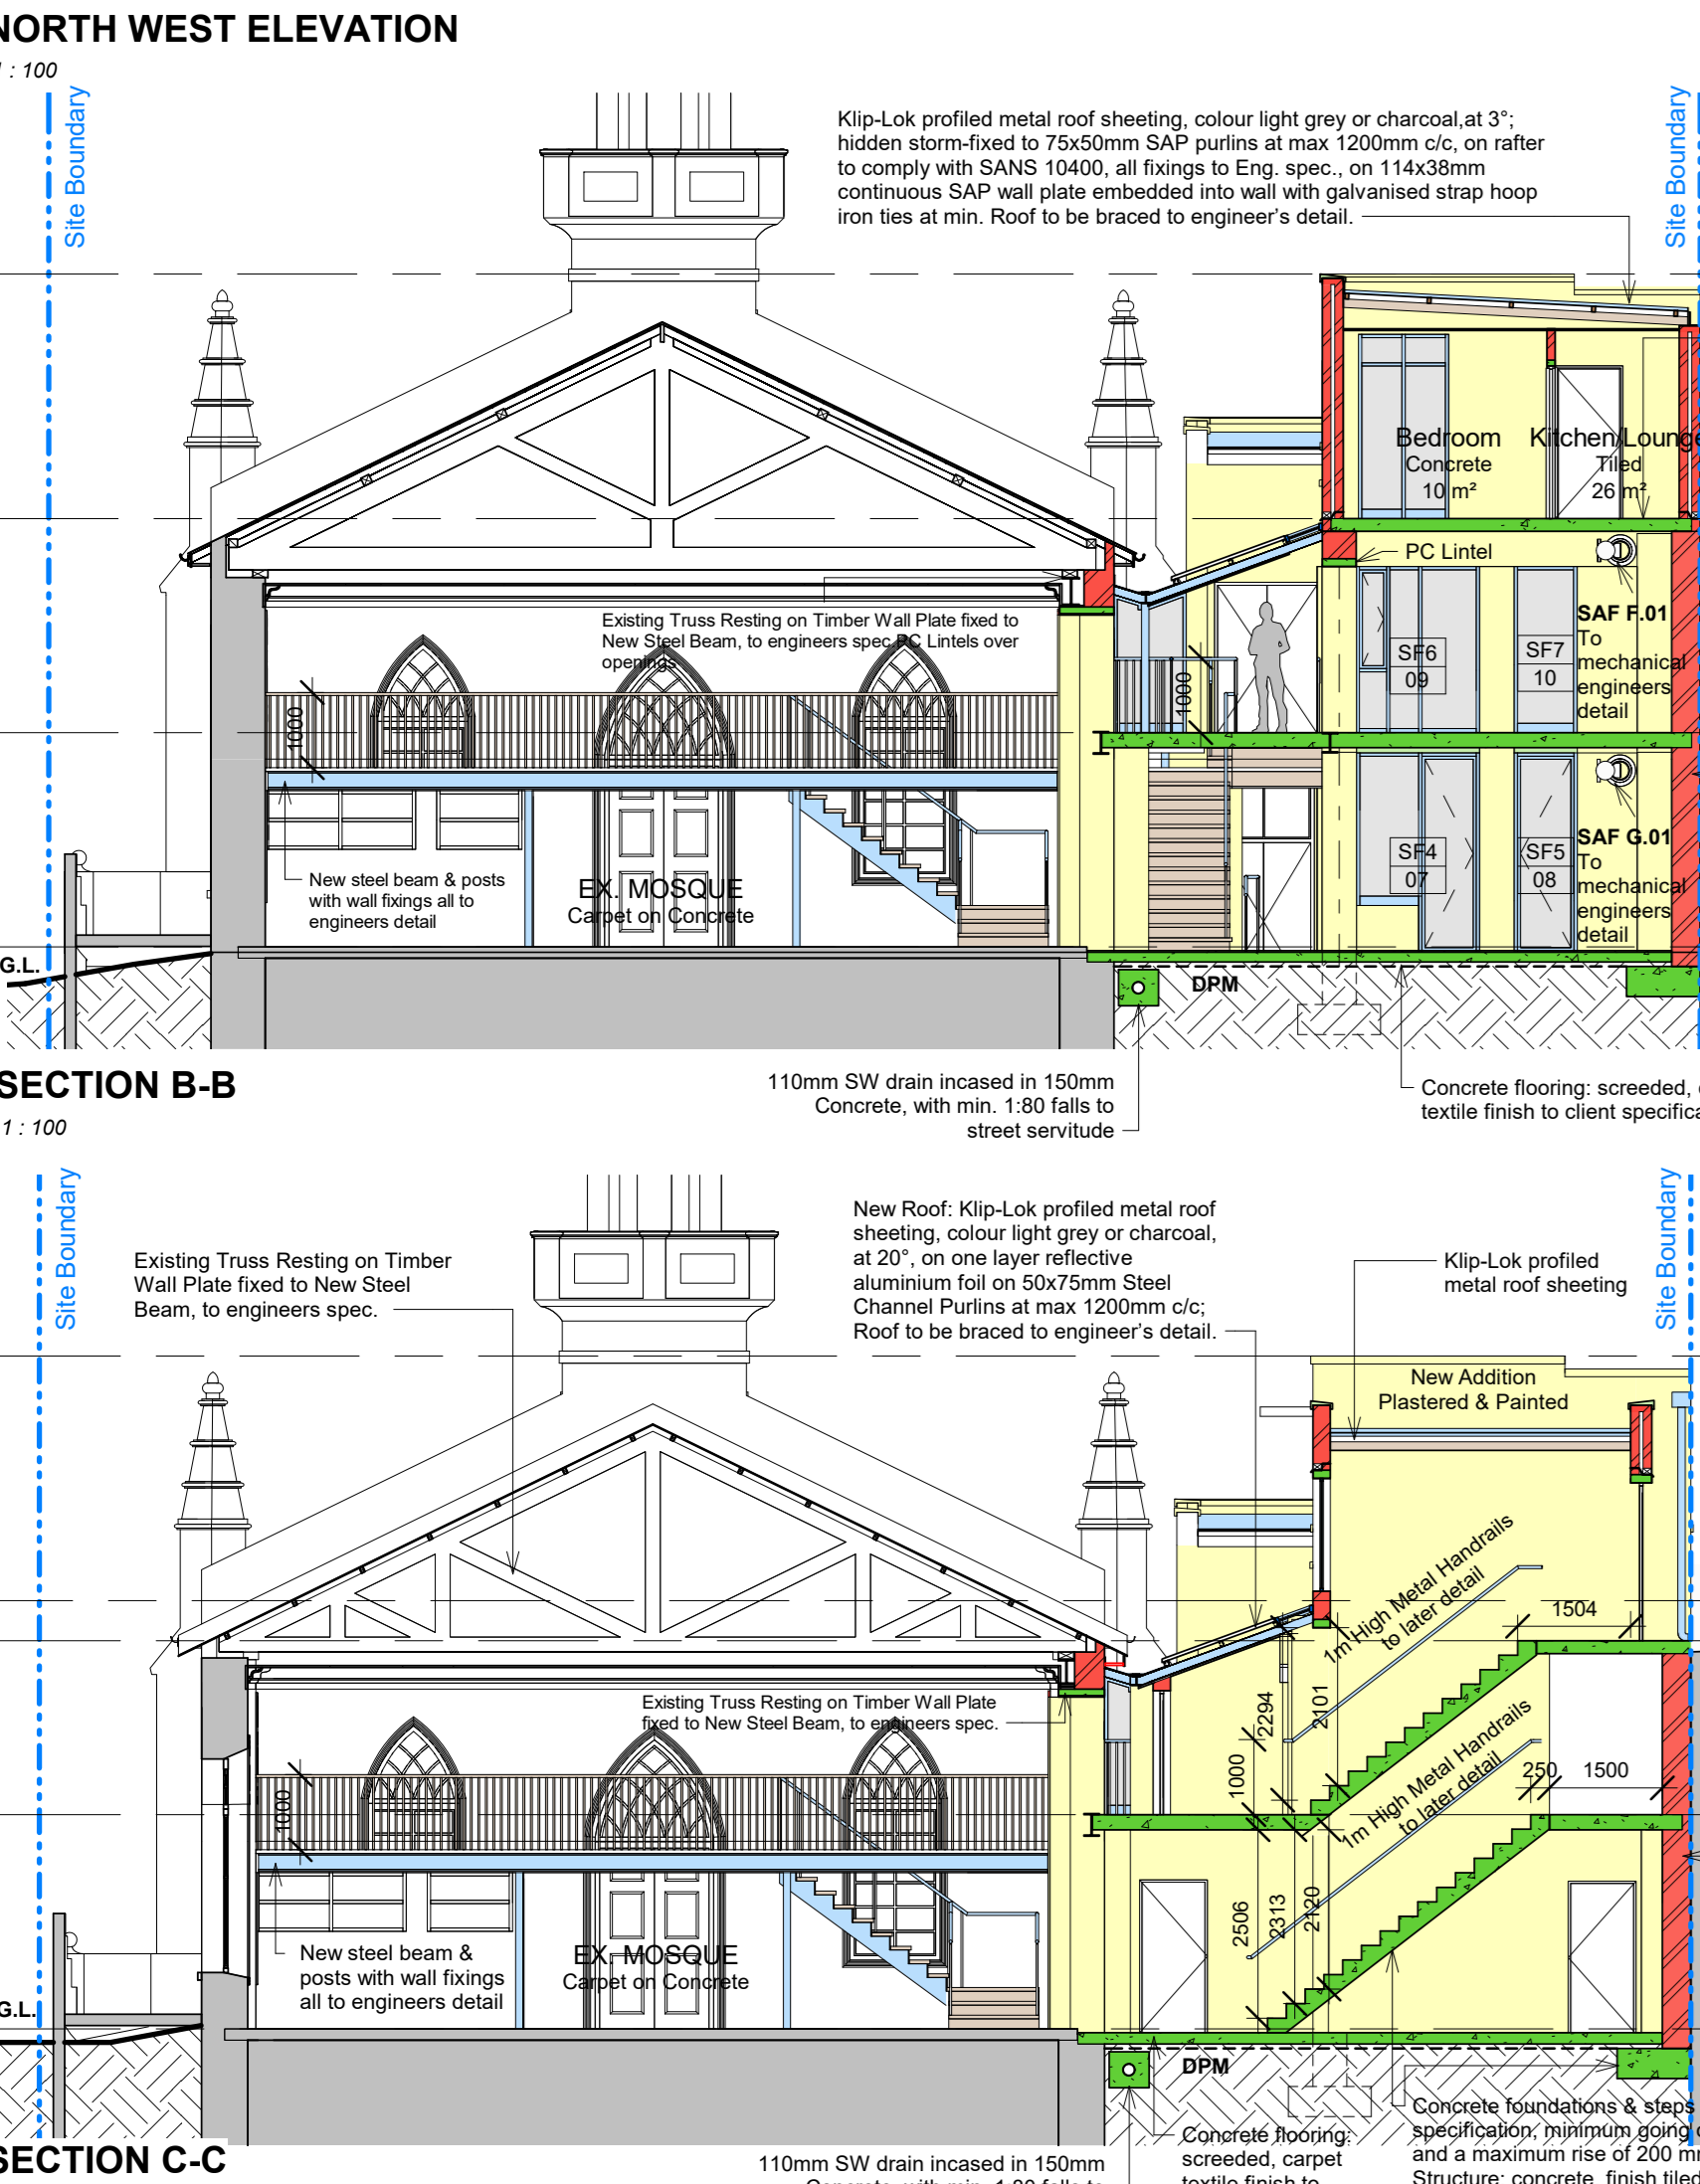 NORTH WEST ELEVATION
1 : 100
Site Boundary
Site Boundary
Klip-Lok profiled metal roof sheeting, colour light grey or charcoal,at 3°;
hidden storm-fixed to 75x50mm SAP purlins at max 1200mm c/c, on rafter
to comply with SANS 10400, all fixings to Eng. spec., on 114x38mm
continuous SAP wall plate embedded into wall with galvanised strap hoop
iron ties at min. Roof to be braced to engineer's detail.
Bedroom
Concrete
10 m²
Kitchen/Lounge
Tiled
26 m²
PC Lintel
Existing Truss Resting on Timber Wall Plate fixed to
New Steel Beam, to engineers spec.PC Lintels over
openings
SAF F.01
To
mechanical
engineers
detail
SF6
09
SF7
10
1000
1000
SAF G.01
To
mechanical
engineers
detail
SF4
07
SF5
08
New steel beam & posts
with wall fixings all to
engineers detail
EX. MOSQUE
Carpet on Concrete
G.L.
DPM
SECTION B-B
1 : 100
110mm SW drain incased in 150mm
Concrete, with min. 1:80 falls to
street servitude
Concrete flooring: screeded,
textile finish to client
Site Boundary
Site Boundary
Existing Truss Resting on Timber
Wall Plate fixed to New Steel
Beam, to engineers spec.
New Roof: Klip-Lok profiled metal roof
sheeting, colour light grey or charcoal,
at 20°, on one layer reflective
aluminium foil on 50x75mm Steel
Channel Purlins at max 1200mm c/c;
Roof to be braced to engineer's detail.
Klip-Lok profiled
metal roof sheeting
New Addition
Plastered & Painted
1m High Metal Handrails
to later detail
1504
Existing Truss Resting on Timber Wall Plate
fixed to New Steel Beam, to engineers spec.
2294
2101
1000
1000
1m High Metal Handrails
to later detail
250
1500
2506
2313
2120
New steel beam &
posts with wall fixings
all to engineers detail
EX. MOSQUE
Carpet on Concrete
G.L.
DPM
SECTION C-C
110mm SW drain incased in 150mm
Concrete, with min. 1:80 falls to
Concrete flooring:
screeded, carpet
textile finish to
Concrete foundations & steps
specification, minimum going
and a maximum rise of 200
Structure: concrete, finish